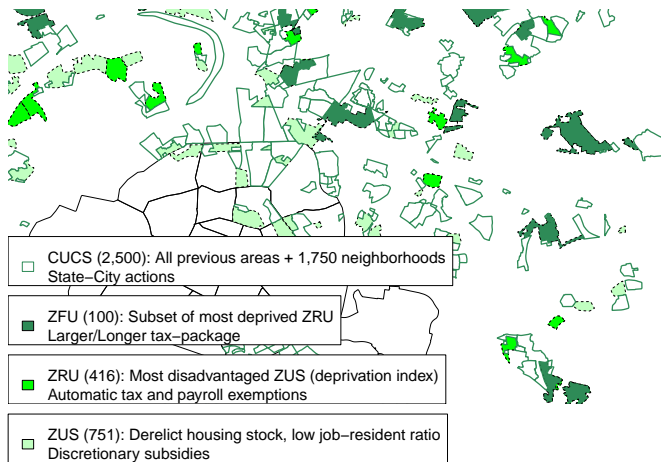 CUCS (2,500): All previous areas + 1,750 neighborhoods
State−City actions
ZFU (100): Subset of most deprived ZRU
Larger/Longer tax−package
ZRU (416): Most disadvantaged ZUS (deprivation index)
Automatic tax and payroll exemptions
ZUS (751): Derelict housing stock, low job−resident ratio
Discretionary subsidies